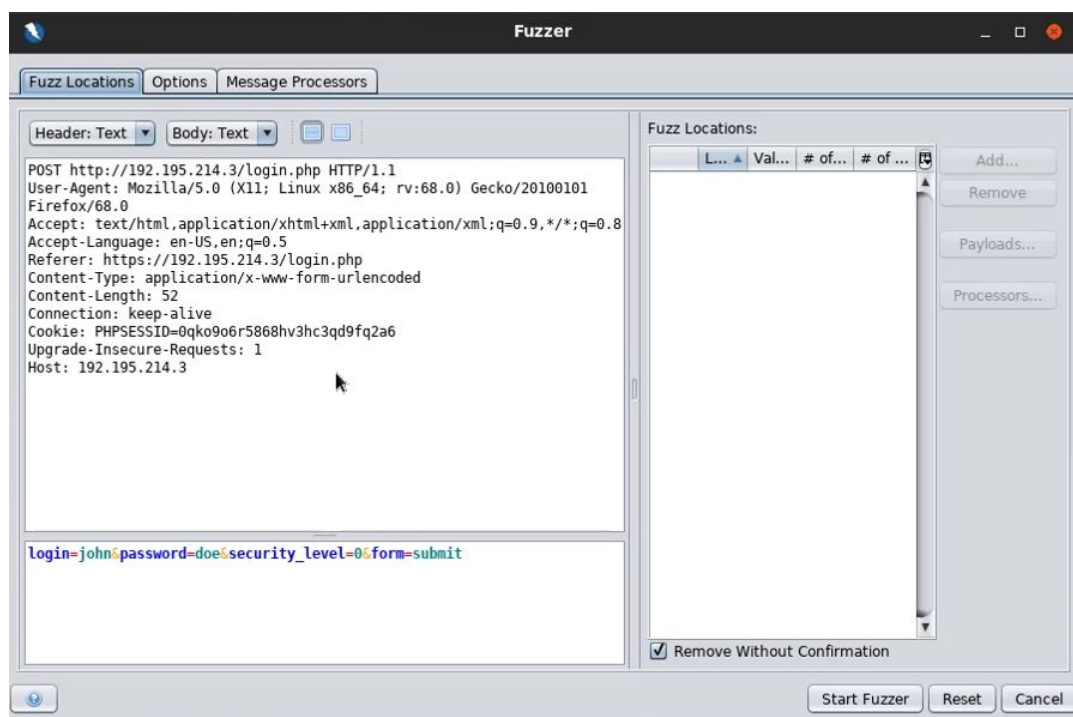 Fuzzer
Fuzz Locations Options Message Processors
Header: Text Body: Text
POST http://192.195.214.3/login.php HTTP/1.1
User-Agent: Mozilla/5.0 (X11; Linux x86_64; rv:68.0) Gecko/20100101
Firefox/68.0
Accept: text/html,application/xhtml+xml,application/xml;q=0.9,*/*;q=0.8
Accept-Language: en-US,en;q=0.5
Referer: https://192.195.214.3/login.php
Content-Type: application/x-www-form-urlencoded
Content-Length: 52
Connection: keep-alive
Cookie: PHPSESSID=0qko9o6r5868hv3hc3qd9fq2a6
Upgrade-Insecure-Requests: 1
Host: 192.195.214.3
login=john&password=doe&security_level=0&form=submit
Fuzz Locations:
L... Val... # of... # of ...
Add...
Remove
Payloads...
Processors...
Remove Without Confirmation
Start Fuzzer Reset Cancel